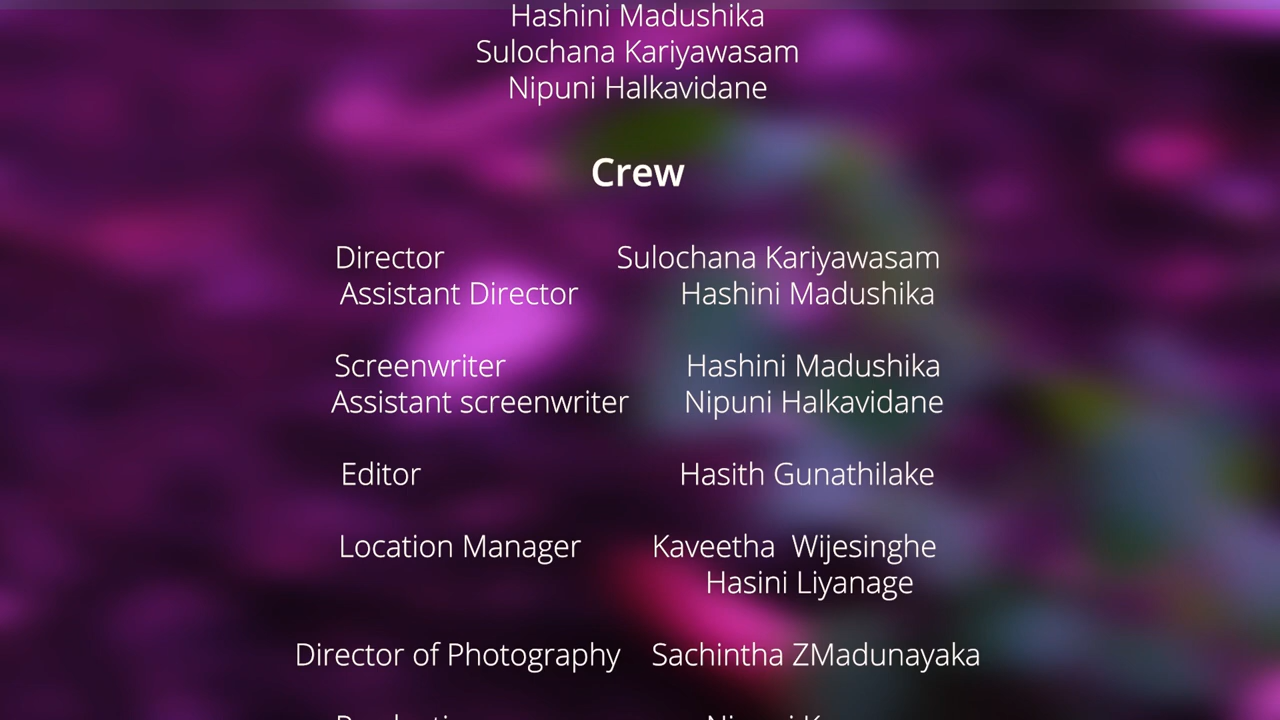 Hashini Madushika
Sulochana Kariyawasam
Nipuni Halkavidane
Crew
Director Sulochana Kariyawasam
Assistant Director Hashini Madushika
Screenwriter Hashini Madushika
Assistant screenwriter Nipuni Halkavidane
Editor Hasith Gunathilake
Location Manager Kaveetha Wijesinghe
Hasini Liyanage
Director of Photography Sachintha ZMadunayaka